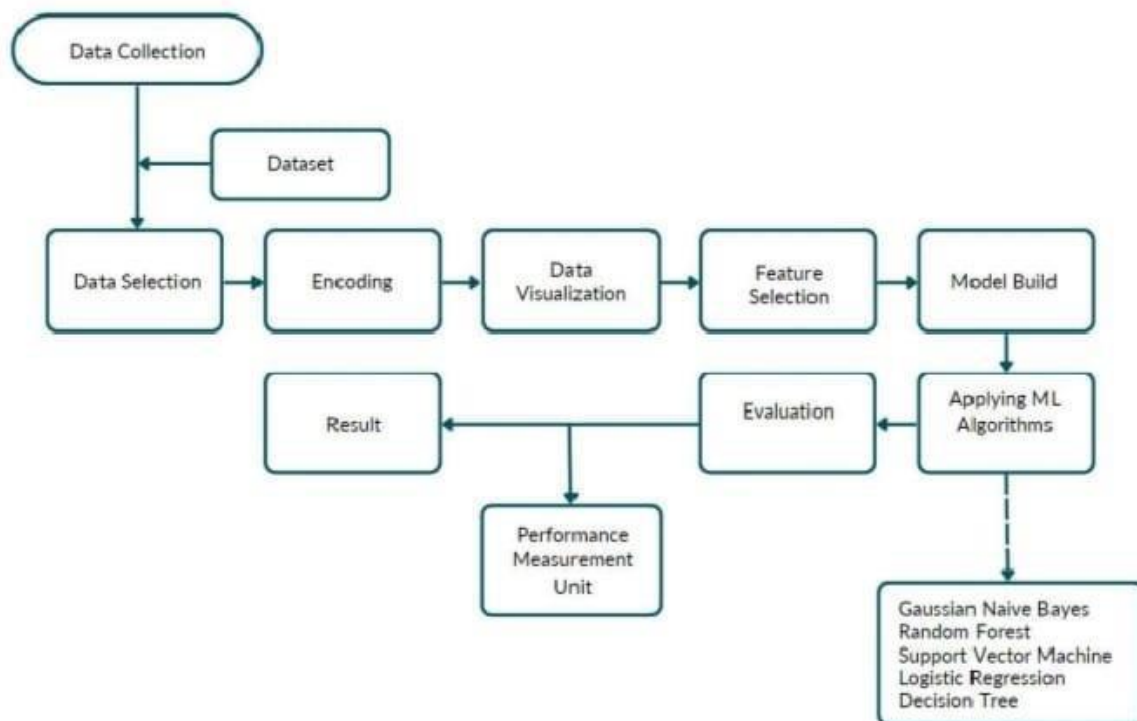 Data Collection
Dataset
Data Selection
Encoding
Data
Visualization
Feature
Selection
Model Build
Result
Evaluation
Applying ML
Algorithms
Performance
Measurement
Unit
Gaussian Naive Bayes
Random Forest
Support Vector Machine
Logistic Regression
Decision Tree